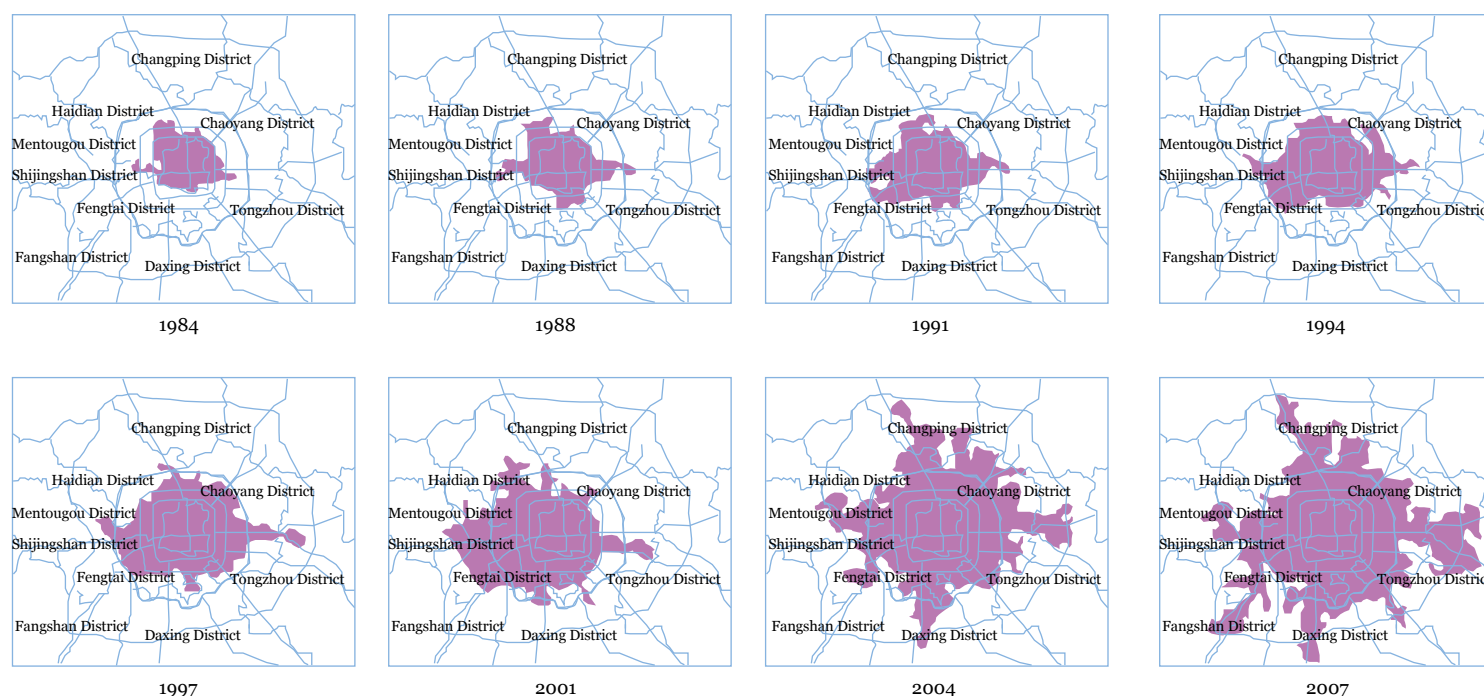 Changping District
Haidian District
Chaoyang District
Mentougou District
Shijingshan District
Fengtai District
Tongzhou District
Fangshan District
Daxing District
1984
Changping District
Haidian District
Chaoyang District
Mentougou District
Shijingshan District
Fengtai District
Tongzhou District
Fangshan District
Daxing District
1988
Changping District
Haidian District
Chaoyang District
Mentougou District
Shijingshan District
Fengtai District
Tongzhou District
Fangshan District
Daxing District
1991
Changping District
Haidian District
Chaoyang District
Mentougou District
Shijingshan District
Fengtai District
Tongzhou District
Fangshan District
Daxing District
1994
Changping District
Haidian District
Chaoyang District
Mentougou District
Shijingshan District
Fengtai District
Tongzhou District
Fangshan District
Daxing District
1997
Changping District
Haidian District
Chaoyang District
Mentougou District
Shijingshan District
Fengtai District
Tongzhou District
Fangshan District
Daxing District
2001
Changping District
Haidian District
Chaoyang District
Mentougou District
Shijingshan District
Fengtai District
Tongzhou District
Fangshan District
Daxing District
2004
Changping District
Haidian District
Chaoyang District
Mentougou District
Shijingshan District
Fengtai District
Tongzhou District
Fangshan District
Daxing District
2007